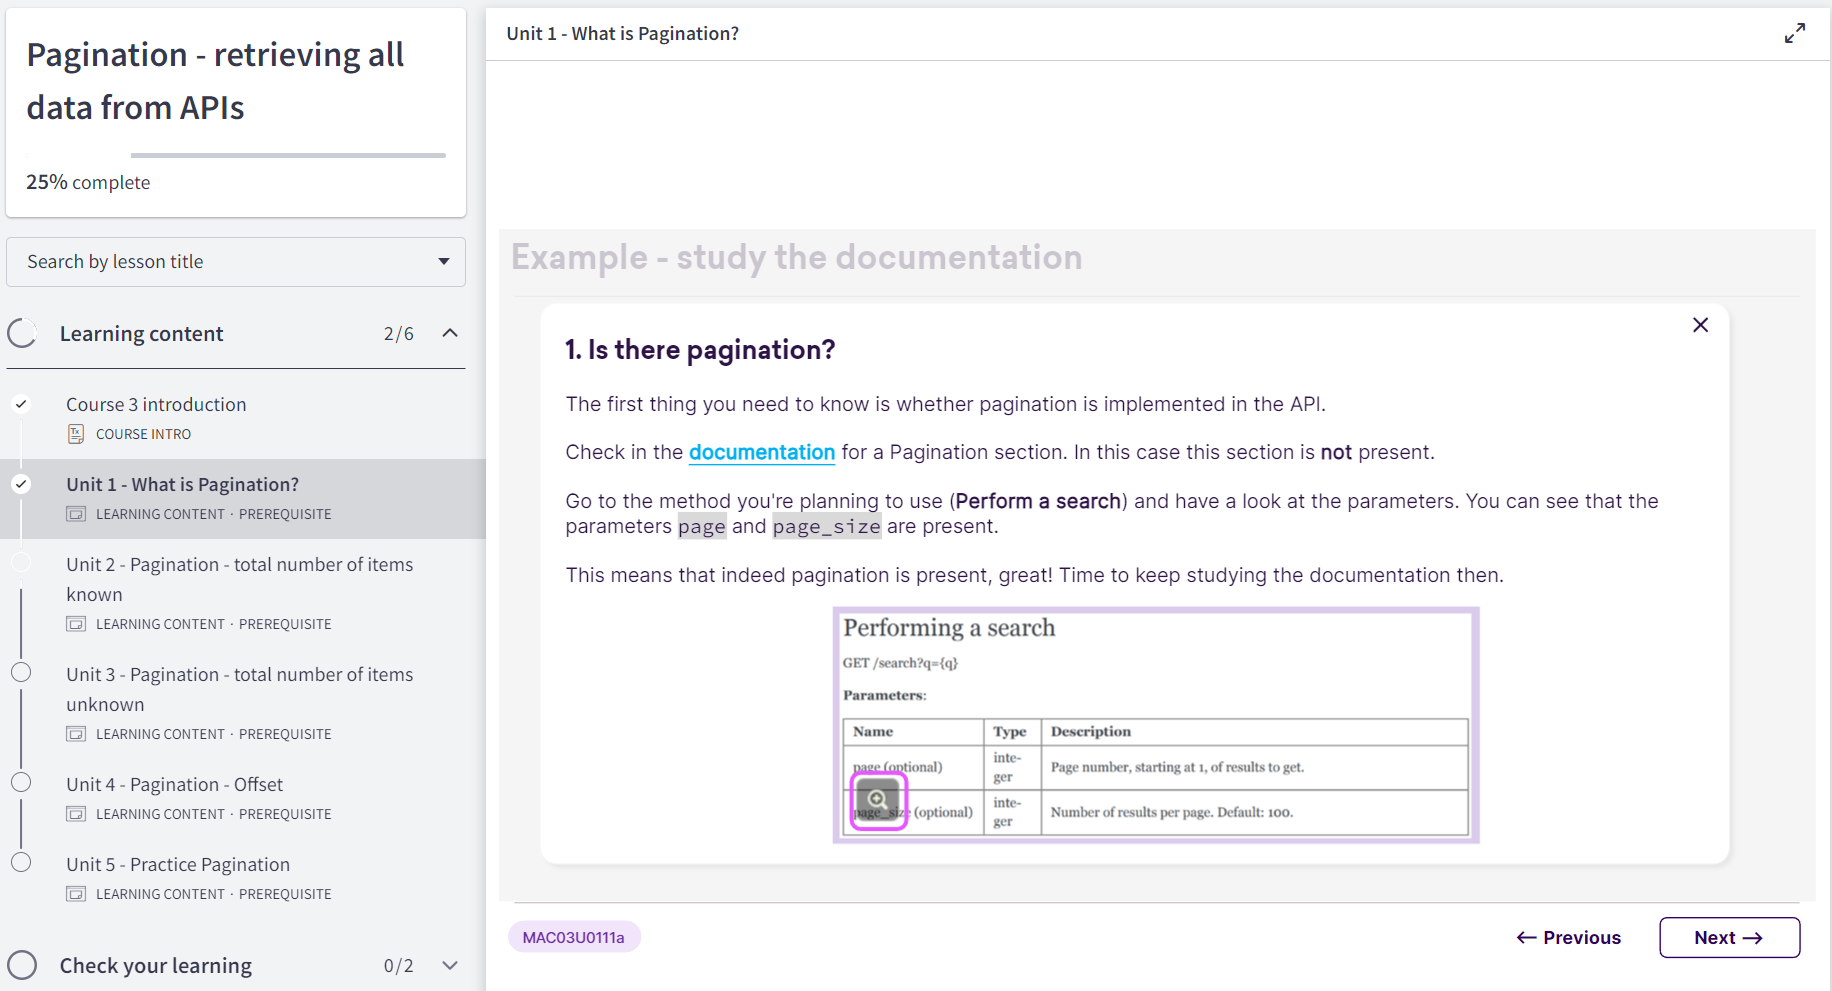 Pagination - retrieving all
data from APIs
25% complete
Search by lesson title
Learning content 2/6
Course 3 introduction
COURSE INTRO
Unit 1 - What is Pagination?
LEARNING CONTENT · PREREQUISITE
Unit 2 - Pagination - total number of items
known
LEARNING CONTENT · PREREQUISITE
Unit 3 - Pagination - total number of items
unknown
LEARNING CONTENT · PREREQUISITE
Unit 4 - Pagination - Offset
LEARNING CONTENT · PREREQUISITE
Unit 5 - Practice Pagination
LEARNING CONTENT · PREREQUISITE
Check your learning 0/2
Unit 1 - What is Pagination?
Example - study the documentation
1. Is there pagination?
The first thing you need to know is whether pagination is implemented in the API.
Check in the documentation for a Pagination section. In this case this section is not present.
Go to the method you're planning to use (Perform a search) and have a look at the parameters. You can see that the
parameters page and page_size are present.
This means that indeed pagination is present, great! Time to keep studying the documentation then.
Performing a search
GET /search?q={q}
Parameters:
Name Type Description
page (optional) inte-
ger Page number, starting at 1, of results to get.
page_size (optional) inte-
ger Number of results per page. Default: 100.
MAC03U0111a
← Previous
Next →